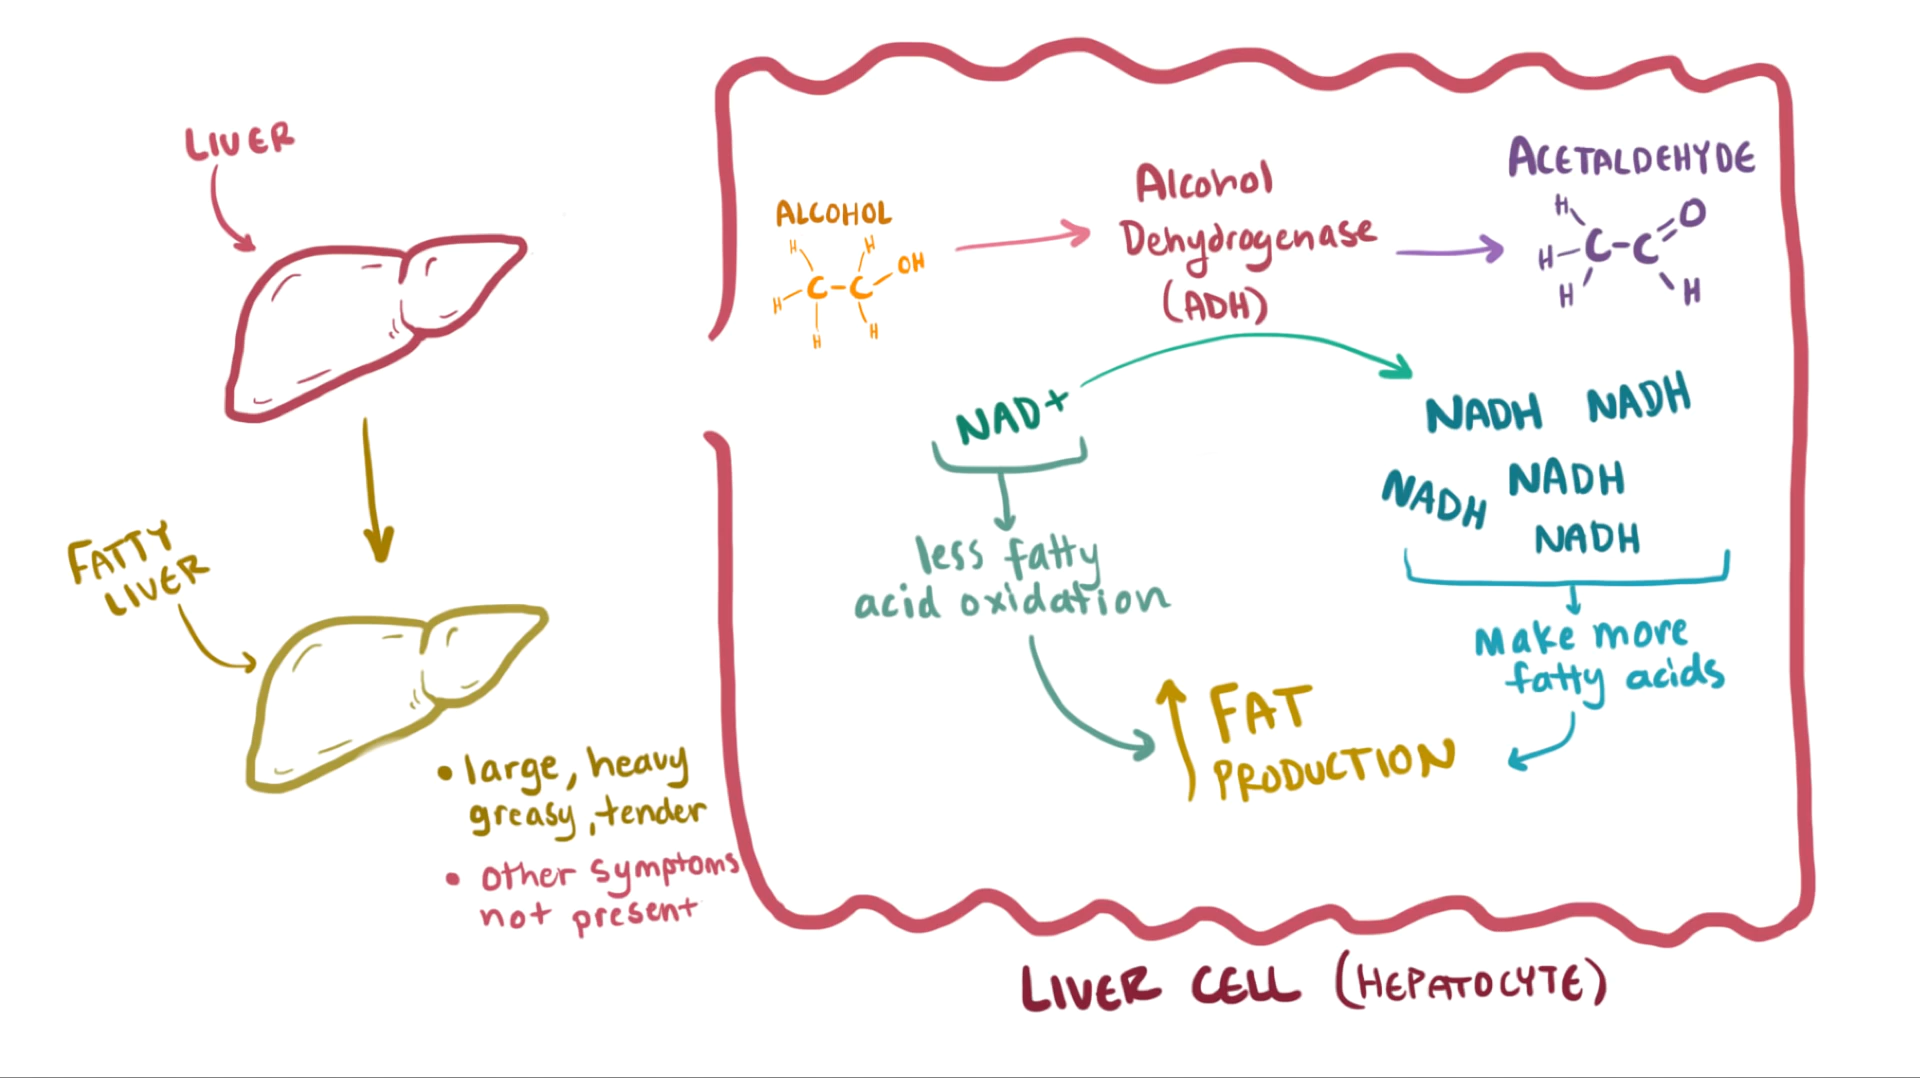 LIVER
FATTY
LIVER
• large, heavy
greasy, tender
• other symptoms
not present
ALCOHOL
H H
C-C OH
H
H H
Alcohol
Dehydrogenase
(ADH)
ACETALDEHYDE
H O
H-C-C=O
H H
NAD+
NADH NADH
NADH NADH
NADH
less fatty
acid oxidation
Make more
fatty acids
↑ FAT
PRODUCTION
LIVER CELL (HEPATOCYTE)